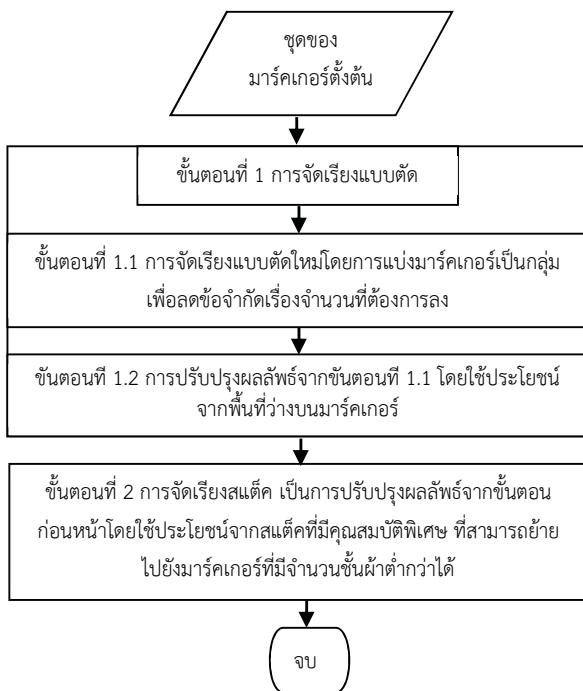 ชุดของ
มาร์คเกอร์ตั้งต้น
ขั้นตอนที่ 1 การจัดเรียงแบบตัด
ขั้นตอนที่ 1.1 การจัดเรียงแบบตัดใหม่โดยการแบ่งมาร์คเกอร์เป็นกลุ่ม
เพื่อลดข้อจำกัดเรื่องจำนวนที่ต้องการลง
ขันตอนที 1.2 การปรับปรุงผลลัพธ์จากขันตอนที 1.1 โดยใช้ประโยชน์
จากพื้นที่ว่างบนมาร์คเกอร์
ขั้นตอนที่ 2 การจัดเรียงสแต็ค เป็นการปรับปรุงผลลัพธ์จากขั้นตอน
ก่อนหน้าโดยใช้ประโยชน์จากสแต็คที่มีคุณสมบัติพิเศษ ที่สามารถย้าย
ไปยังมาร์คเกอร์ที่มีจำนวนชั้นผ้าต่ำกว่าได้
จบ